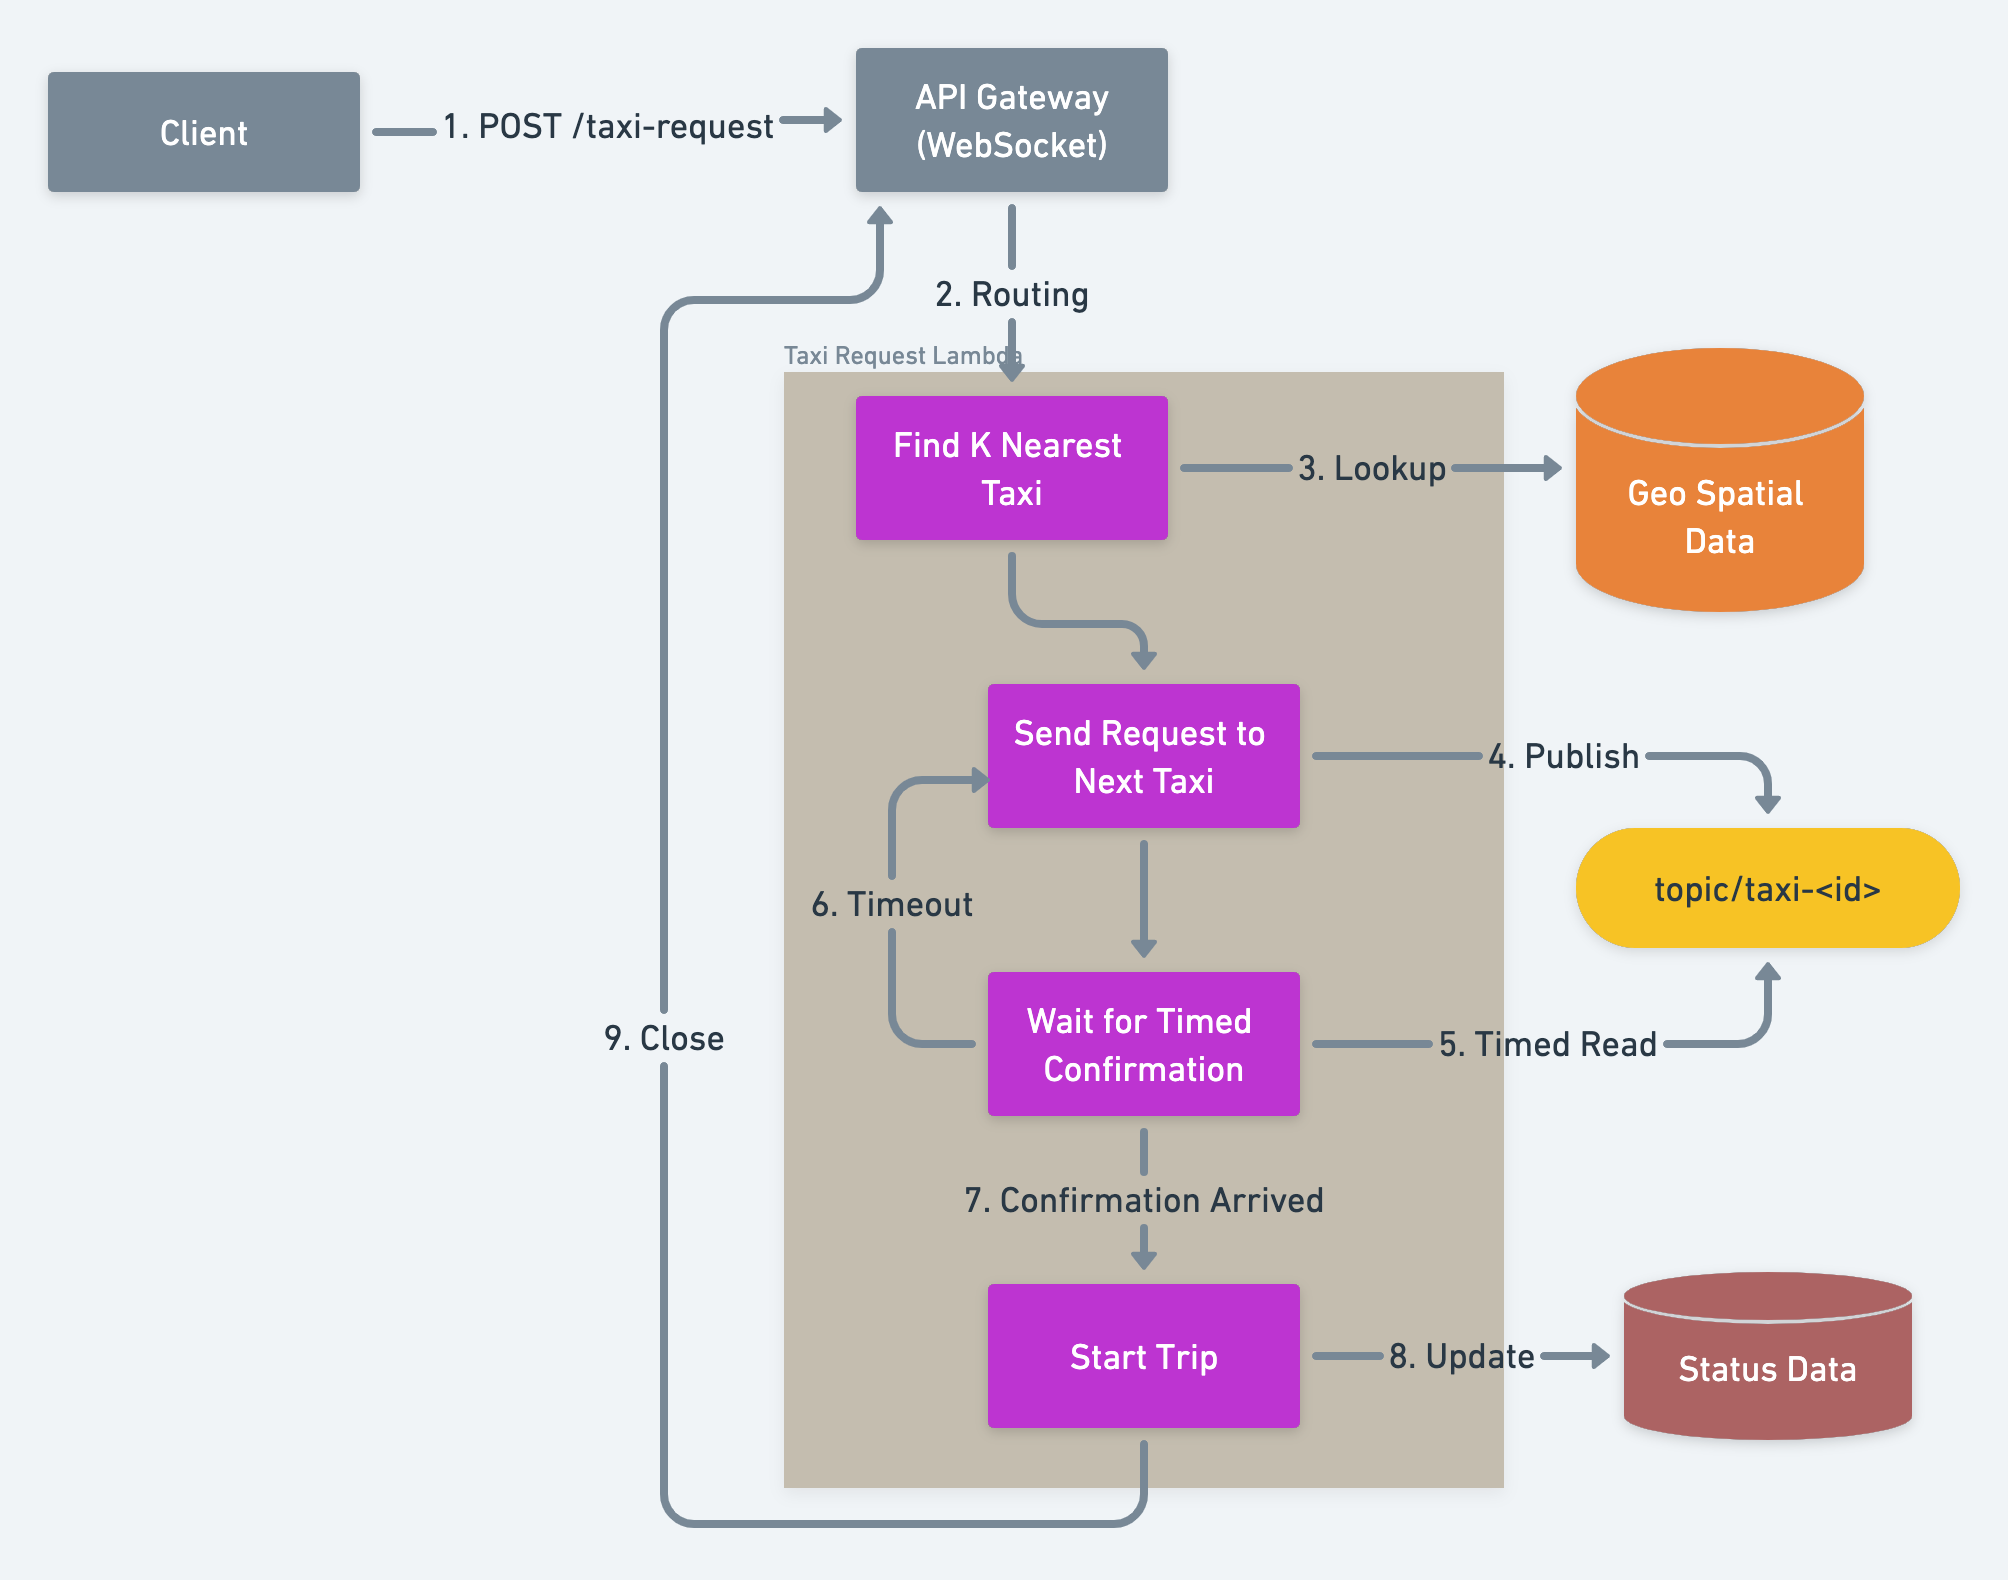 Client
1. POST /taxi-request
API Gateway
(WebSocket)
2. Routing
Taxi Request Lambda
Find K Nearest
Taxi
3. Lookup
Geo Spatial
Data
Send Request to
Next Taxi
4. Publish
topic/taxi-<id>
6. Timeout
Wait for Timed
Confirmation
5. Timed Read
9. Close
7. Confirmation Arrived
Start Trip
8. Update
Status Data